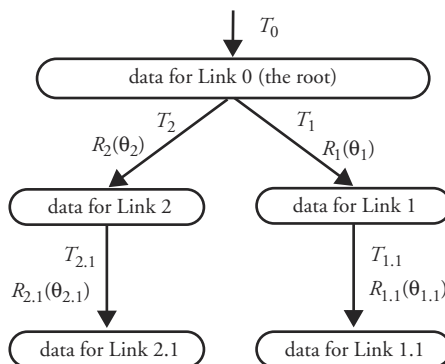 T0
data for Link 0 (the root)
T2
T1
R2(θ2)
R1(θ1)
data for Link 2
data for Link 1
T2.1
T1.1
R2.1(θ2.1)
R1.1(θ1.1)
data for Link 2.1
data for Link 1.1